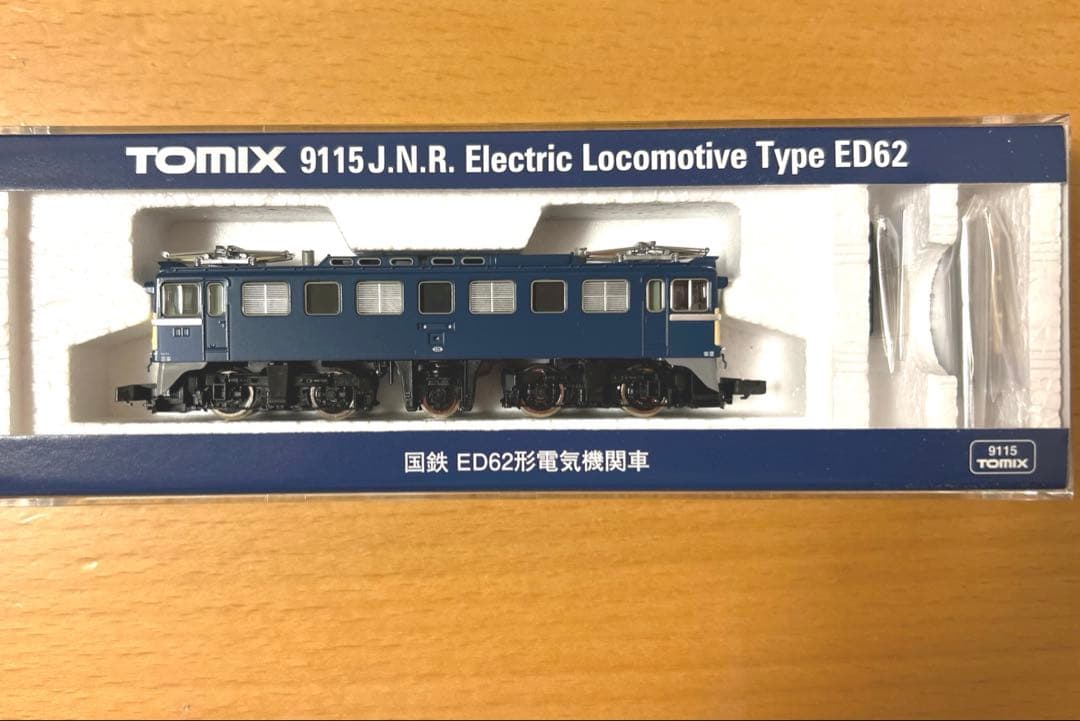 TOMIX 9115 J.N.R. Electric Locomotive Type ED62
国鉄 ED62形電気機関車
9115
TOMIX